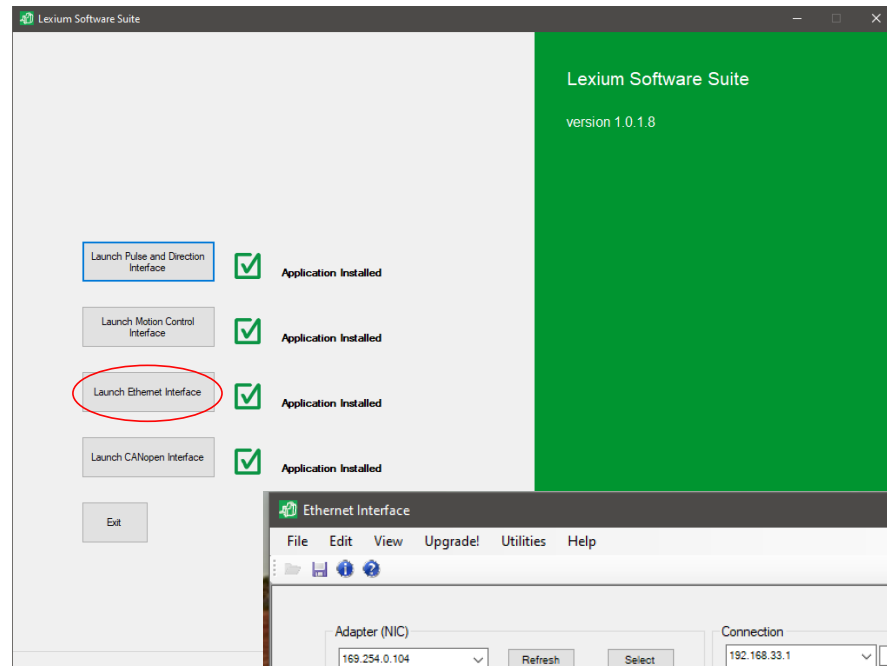 Lexium Software Suite
Lexium Software Suite
version 1.0.1.8
Launch Pulse and Direction
Interface
Application Installed
Launch Motion Control
Interface
Application Installed
Launch Ethernet Interface
Application Installed
Launch CANopen Interface
Application Installed
Exit
Ethernet Interface
File Edit View Upgrade! Utilities Help
Adapter (NIC)
Connection
169.254.0.104 Refresh Select 192.168.33.1